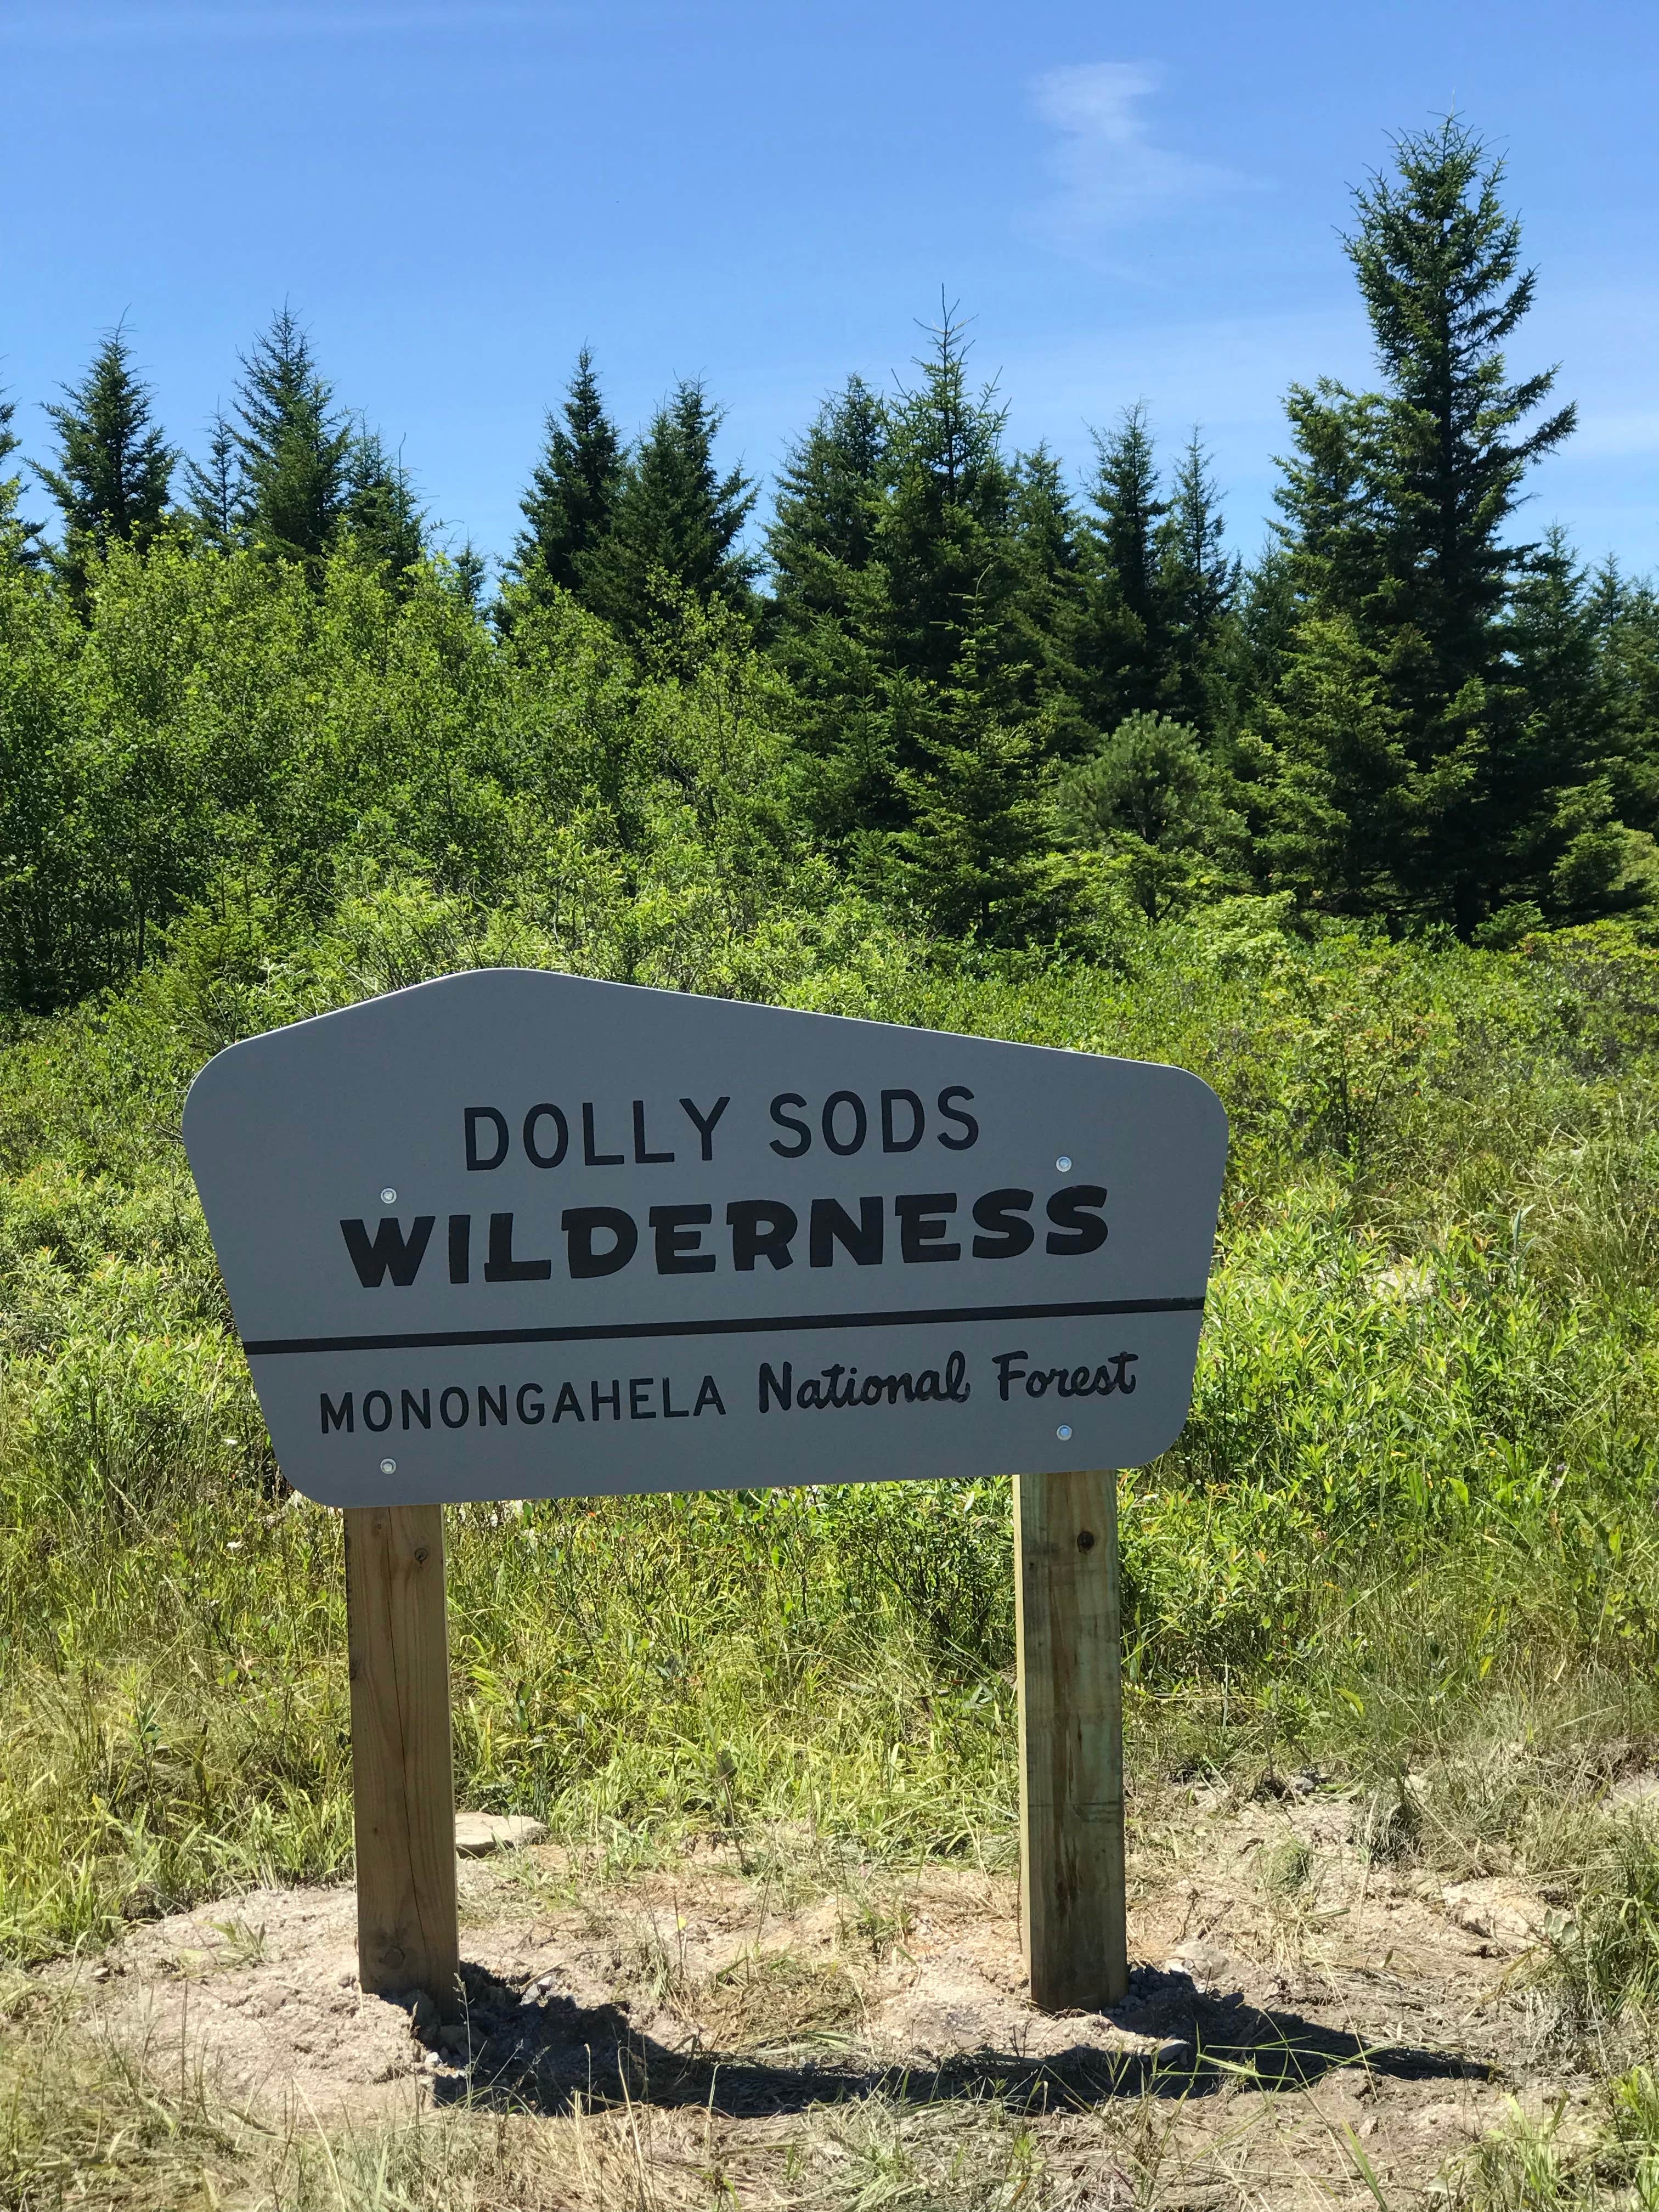 DOLLY SODS
WILDERNESS
MONONGAHELA National Forest